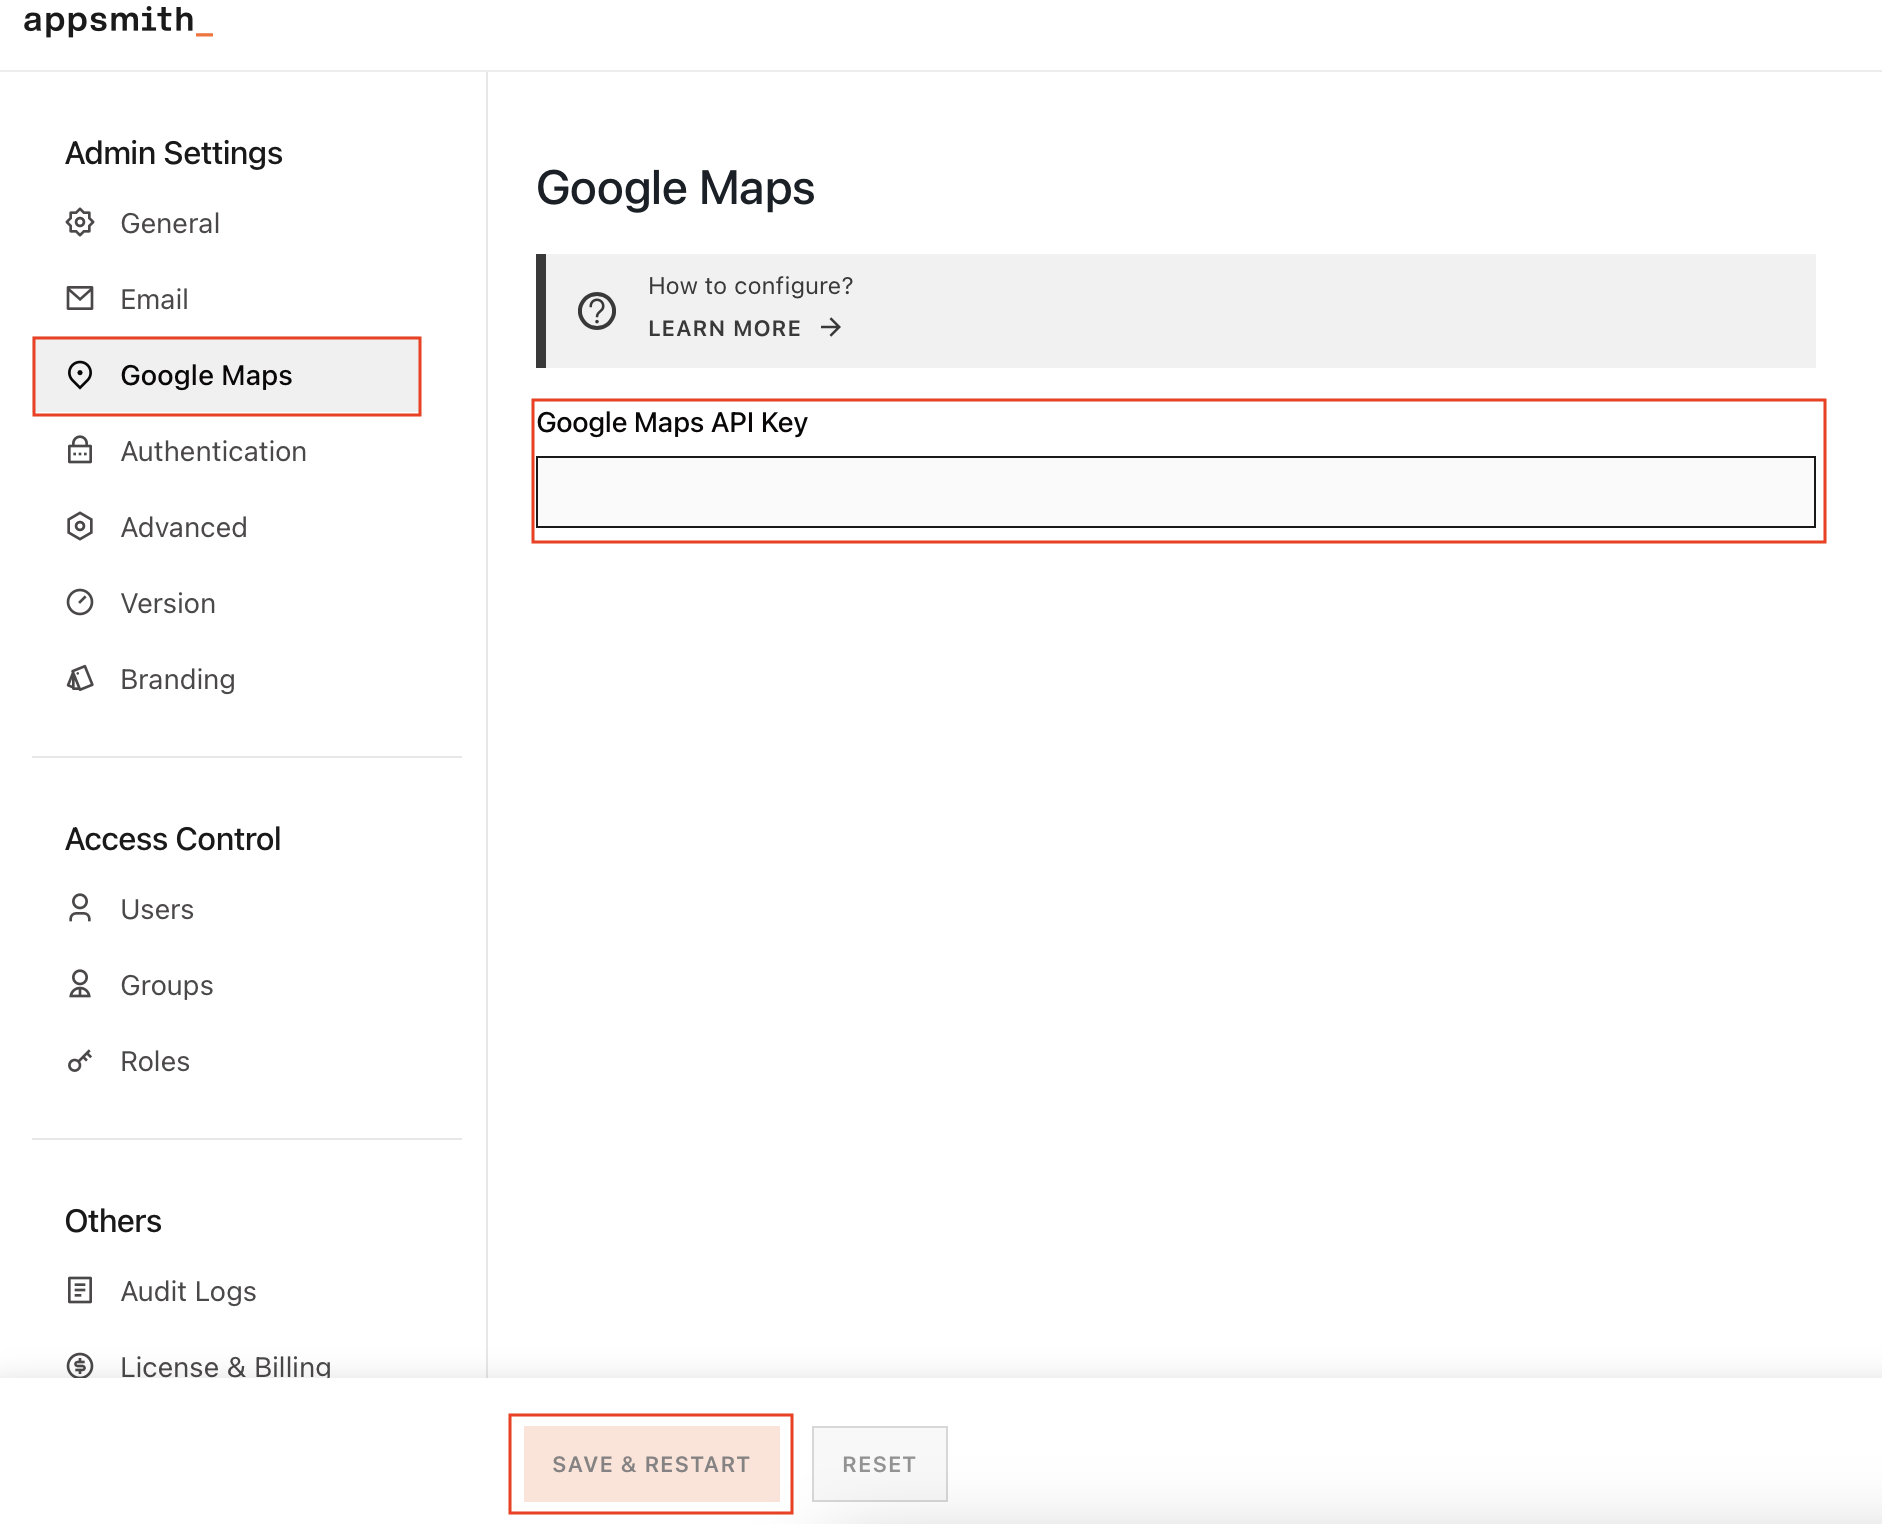 appsmith_
Admin Settings
General
Email
Google Maps
Authentication
Advanced
Version
Branding
Access Control
Users
Groups
Roles
Others
Audit Logs
License & Billing
Google Maps
How to configure?
LEARN MORE →
Google Maps API Key
SAVE & RESTART
RESET